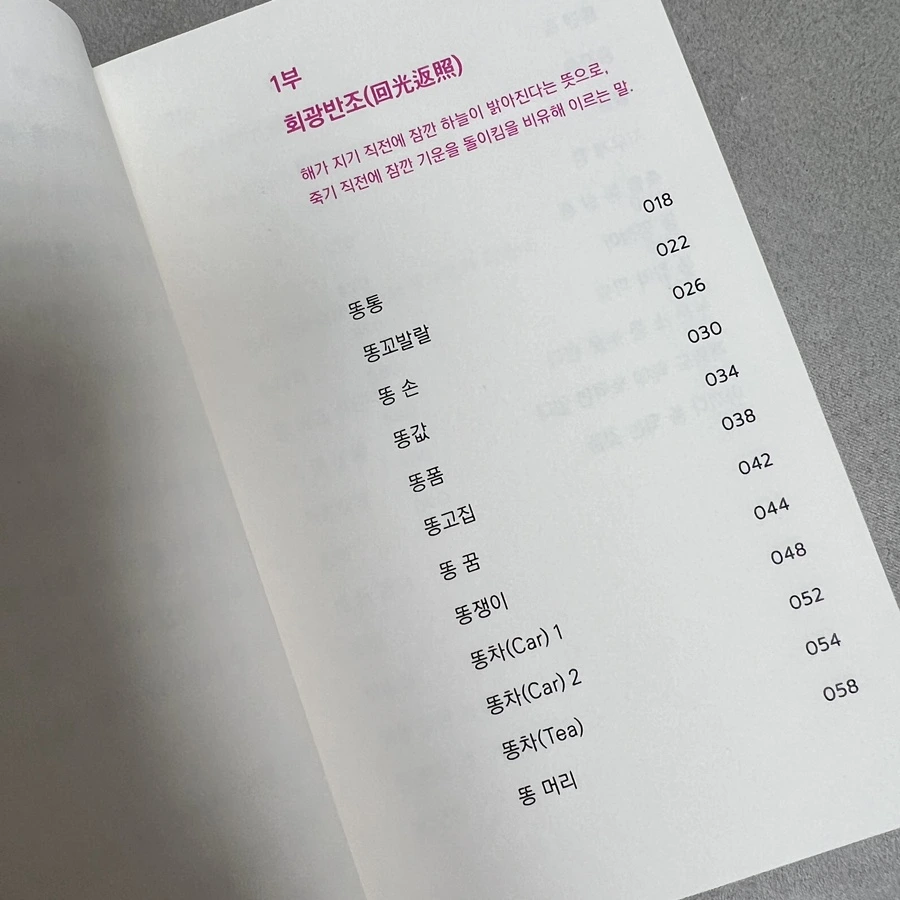 1부
회광반조(回光返照)
해가 지기 직전에 잠깐 하늘이 밝아진다는 뜻으로,
죽기 직전에 잠깐 기운을 돌이킴을 비유해 이르는 말.
똥통 018
똥꼬발랄 022
똥 손 026
똥값 030
똥폼 034
똥고집 038
똥 꿈 042
똥쟁이 044
똥차(Car) 1 048
똥차(Car) 2 052
똥차(Tea) 054
똥 머리 058